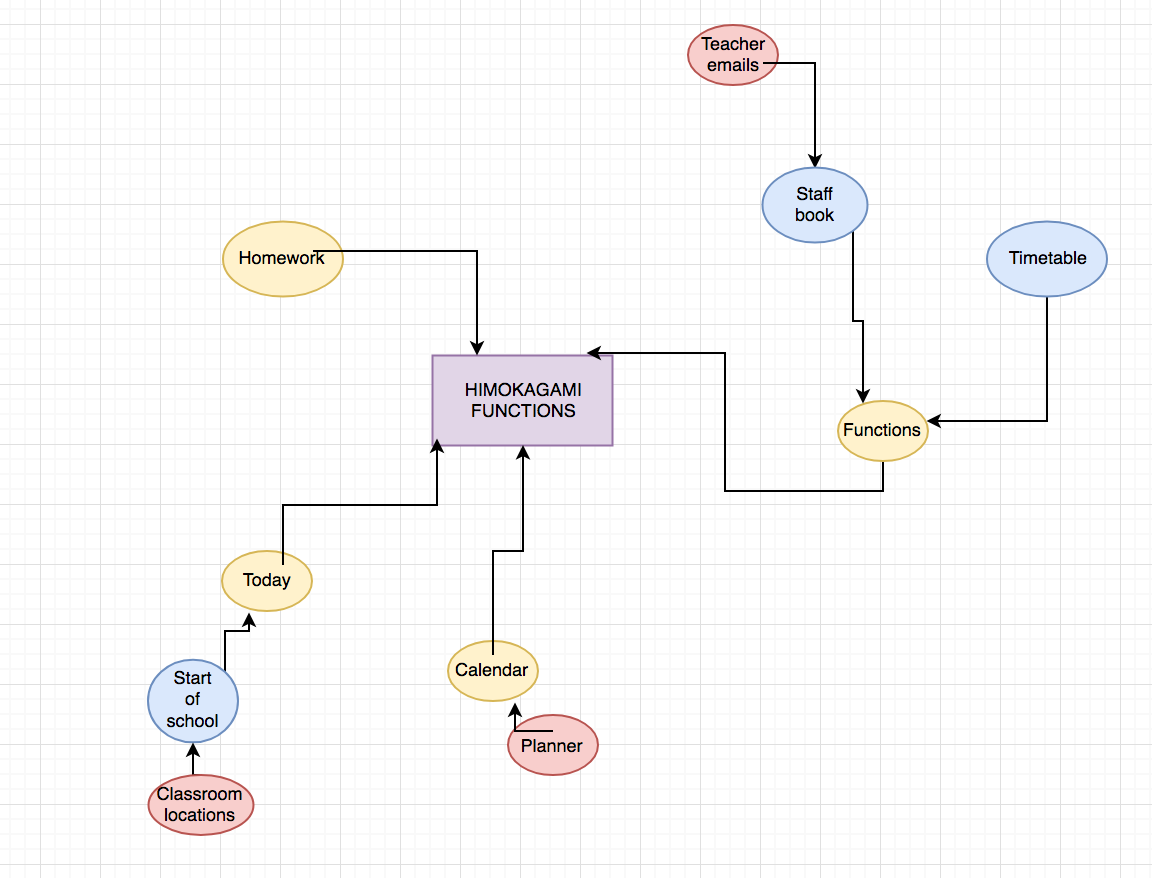 Teacher
emails
Staff
book
Homework
Timetable
HIMOKAGAMI
FUNCTIONS
Functions
Today
Calendar
Start
of
school
Planner
Classroom
locations